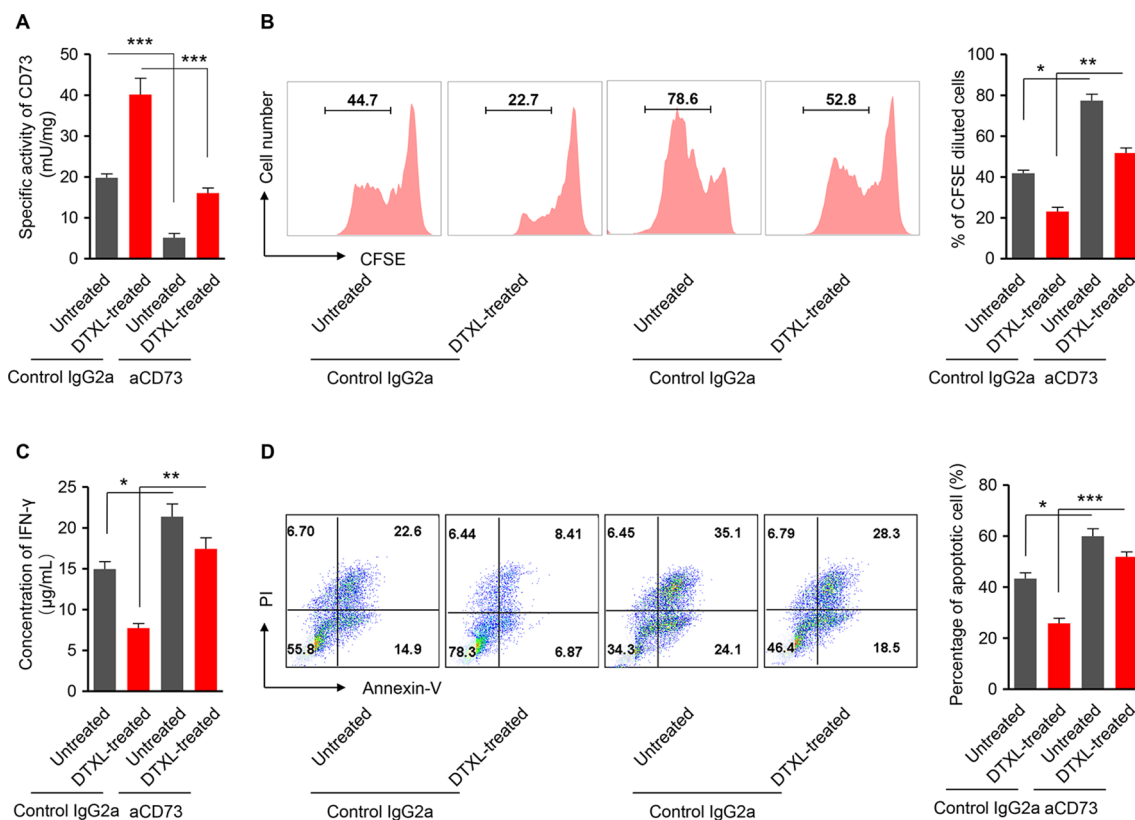 A
***
***
50
40
30
20
10
0
Specific activity of CD73
(mU/mg)
Untreated
DTXL-treated
Untreated
DTXL-treated
Control IgG2a
aCD73
B
44.7
22.7
78.6
52.8
Cell number
CFSE
Untreated
DTXL-treated
Untreated
DTXL-treated
Control IgG2a
Control IgG2a
*
**
100
80
60
40
20
0
% of CFSE diluted cells
Untreated
DTXL-treated
Untreated
DTXL-treated
Control IgG2a
aCD73
C
*
**
25
20
15
10
5
0
Concentration of IFN-γ
(µg/mL)
Untreated
DTXL-treated
Untreated
DTXL-treated
Control IgG2a
aCD73
D
6.70
22.6
55.8
14.9
6.44
8.41
78.3
6.87
6.45
35.1
34.3
24.1
6.79
28.3
46.4
18.5
PI
Annexin-V
Untreated
DTXL-treated
Untreated
DTXL-treated
Control IgG2a
Control IgG2a
*
***
80
60
40
20
0
Percentage of apoptotic cell (%)
Untreated
DTXL-treated
Untreated
DTXL-treated
Control IgG2a
aCD73